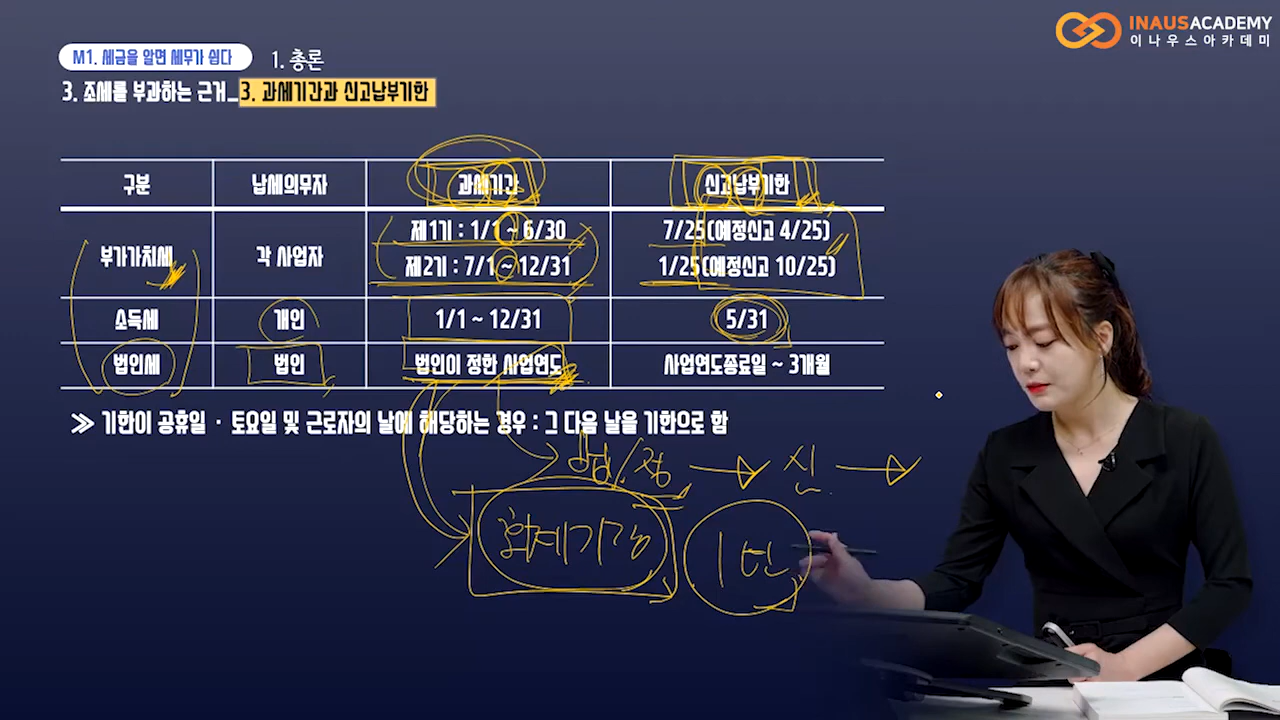 INAUSACADEMY
이나우스아카데미
M1. 세금을 알면 세무가 쉽다
1. 총론
3. 조세를 부과하는 근거_3. 과세기간과 신고납부기한
구분 납세의무자 과세기간 신고납부기한
부가가치세 각 사업자 제1기 : 1/1 ~ 6/30 7/25(예정신고 4/25)
제2기 : 7/1 ~ 12/31 1/25(예정신고 10/25)
소득세 개인 1/1 ~ 12/31 5/31
법인세 법인 법인이 정한 사업연도 사업연도종료일 ~ 3개월
≫ 기한이 공휴일 · 토요일 및 근로자의 날에 해당하는 경우 : 그 다음 날을 기한으로 함
신
회계기간 1년